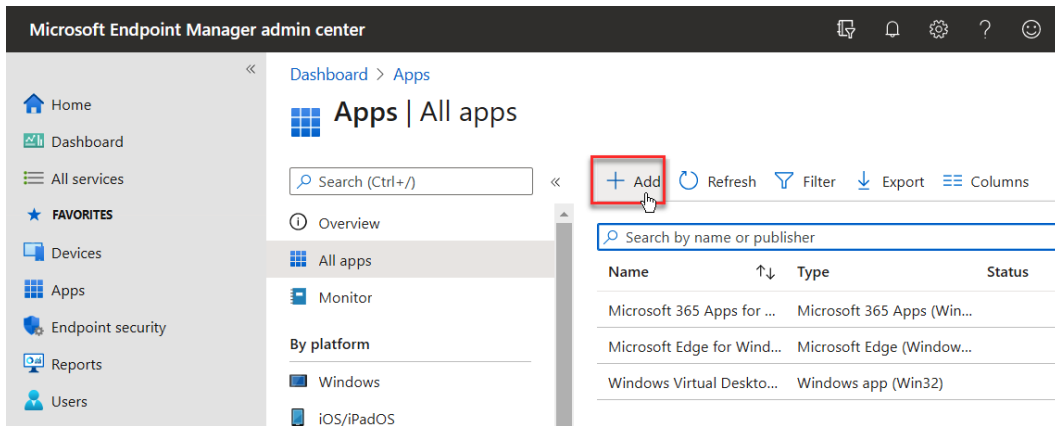 Microsoft Endpoint Manager admin center
Home
Dashboard
All services
FAVORITES
Devices
Apps
Endpoint security
Reports
Users
Dashboard > Apps
Apps | All apps
Search (Ctrl+/)
Overview
All apps
Monitor
By platform
Windows
iOS/iPadOS
Add Refresh Filter Export Columns
Search by name or publisher
Name Type Status
Microsoft 365 Apps for ... Microsoft 365 Apps (Win...
Microsoft Edge for Wind... Microsoft Edge (Window...
Windows Virtual Deskto... Windows app (Win32)